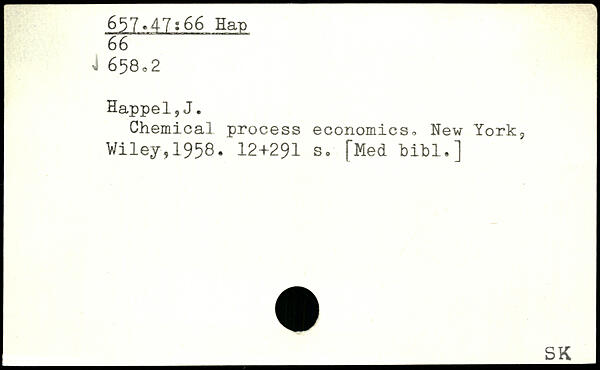 657.47:66 Hap
66
658.2
Happel,J.
Chemical process economics. New York,
Wiley,1958. 12+291 s. [Med bibl.]
SK